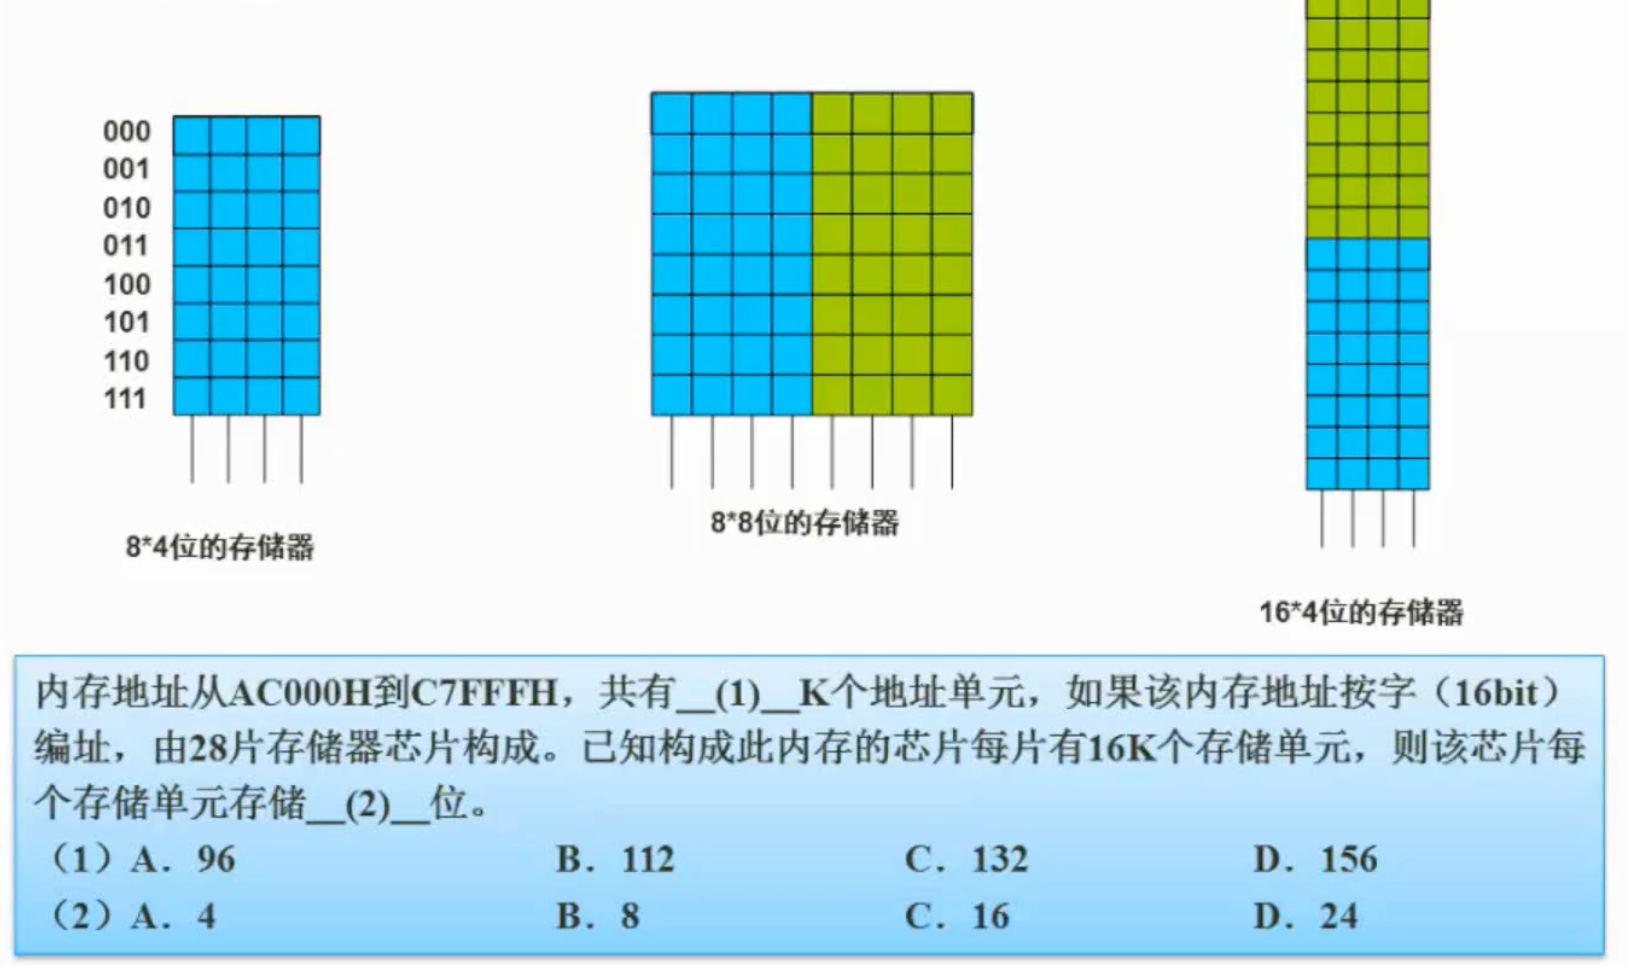 000
001
010
011
100
101
110
111
8*4位的存储器
8*8位的存储器
16*4位的存储器
内存地址从AC000H到C7FFFH，共有__(1)__K个地址单元，如果该内存地址按字（16bit）
编址，由28片存储器芯片构成。已知构成此内存的芯片每片有16K个存储单元，则该芯片每
个存储单元存储__(2)__位。
（1）A．96 B．112 C．132 D．156
（2）A．4 B．8 C．16 D．24